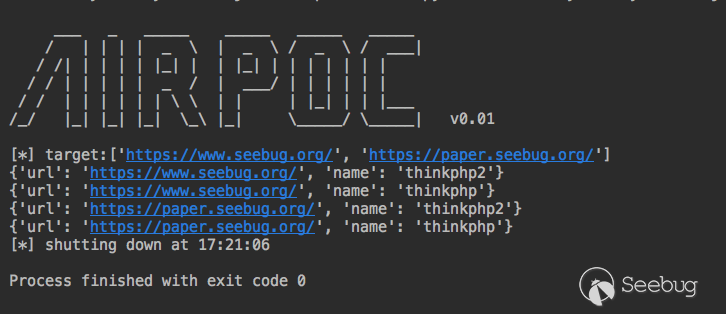 AIRPOC
v0.01
[*] target:['https://www.seebug.org/', 'https://paper.seebug.org/']
{'url': 'https://www.seebug.org/', 'name': 'thinkphp2'}
{'url': 'https://www.seebug.org/', 'name': 'thinkphp'}
{'url': 'https://paper.seebug.org/', 'name': 'thinkphp2'}
{'url': 'https://paper.seebug.org/', 'name': 'thinkphp'}
[*] shutting down at 17:21:06
Process finished with exit code 0
Seebug